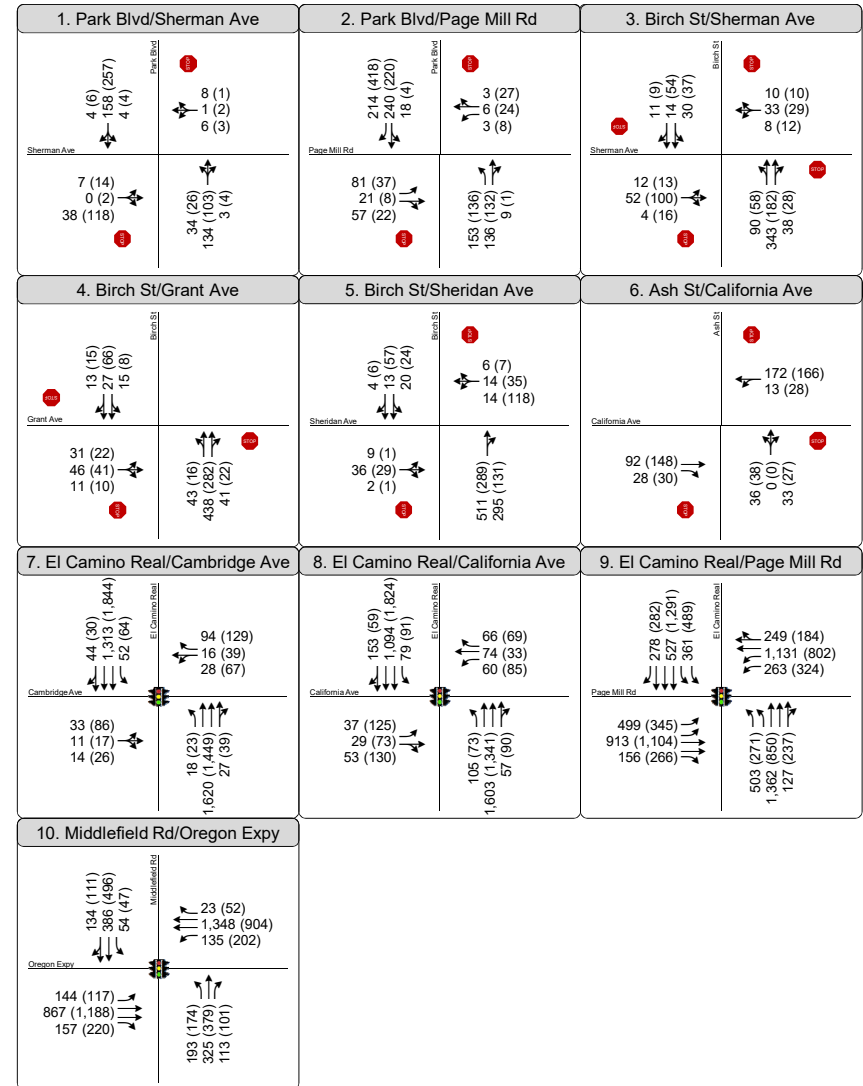 1. Park Blvd/Sherman Ave
Park Blvd
STOP
4 (6)
158 (257)
4 (4)
8 (1)
1 (2)
6 (3)
Sherman Ave
7 (14)
0 (2)
38 (118)
34 (26)
134 (103)
3 (4)
STOP
2. Park Blvd/Page Mill Rd
Park Blvd
STOP
214 (418)
240 (220)
18 (4)
3 (27)
6 (24)
3 (8)
Page Mill Rd
81 (37)
21 (8)
57 (22)
153 (136)
136 (132)
9 (1)
STOP
3. Birch St/Sherman Ave
Birch St
STOP
11 (9)
14 (54)
30 (37)
10 (10)
33 (29)
8 (12)
STOP
Sherman Ave
STOP
12 (13)
52 (100)
4 (16)
90 (58)
343 (182)
38 (28)
STOP
4. Birch St/Grant Ave
Birch St
13 (15)
27 (66)
15 (8)
STOP
Grant Ave
STOP
31 (22)
46 (41)
11 (10)
43 (16)
438 (282)
41 (22)
STOP
5. Birch St/Sheridan Ave
Birch St
STOP
4 (6)
13 (57)
20 (24)
6 (7)
14 (35)
14 (118)
Sheridan Ave
9 (1)
36 (29)
2 (1)
511 (289)
295 (131)
STOP
6. Ash St/California Ave
Ash St
STOP
172 (166)
13 (28)
California Ave
STOP
92 (148)
28 (30)
36 (38)
0 (0)
33 (27)
STOP
7. El Camino Real/Cambridge Ave
El Camino Real
44 (30)
1,313 (1,844)
52 (64)
94 (129)
16 (39)
28 (67)
Cambridge Ave
33 (86)
11 (17)
14 (26)
18 (23)
1,620 (1,449)
27 (39)
8. El Camino Real/California Ave
El Camino Real
153 (59)
1,094 (1,824)
79 (91)
66 (69)
74 (33)
60 (85)
California Ave
37 (125)
29 (73)
53 (130)
105 (73)
1,603 (1,341)
57 (90)
9. El Camino Real/Page Mill Rd
El Camino Real
278 (282)
527 (1,291)
361 (489)
249 (184)
1,131 (802)
263 (324)
Page Mill Rd
499 (345)
913 (1,104)
156 (266)
503 (271)
1,362 (850)
127 (237)
10. Middlefield Rd/Oregon Expy
Middlefield Rd
134 (111)
386 (496)
54 (47)
23 (52)
1,348 (904)
135 (202)
Oregon Expy
144 (117)
867 (1,188)
157 (220)
193 (174)
325 (379)
113 (101)